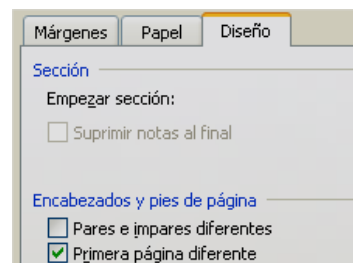 Márgenes Papel Diseño
Sección
Empezar sección:
Suprimir notas al final
Encabezados y pies de página
Pares e impares diferentes
Primera página diferente